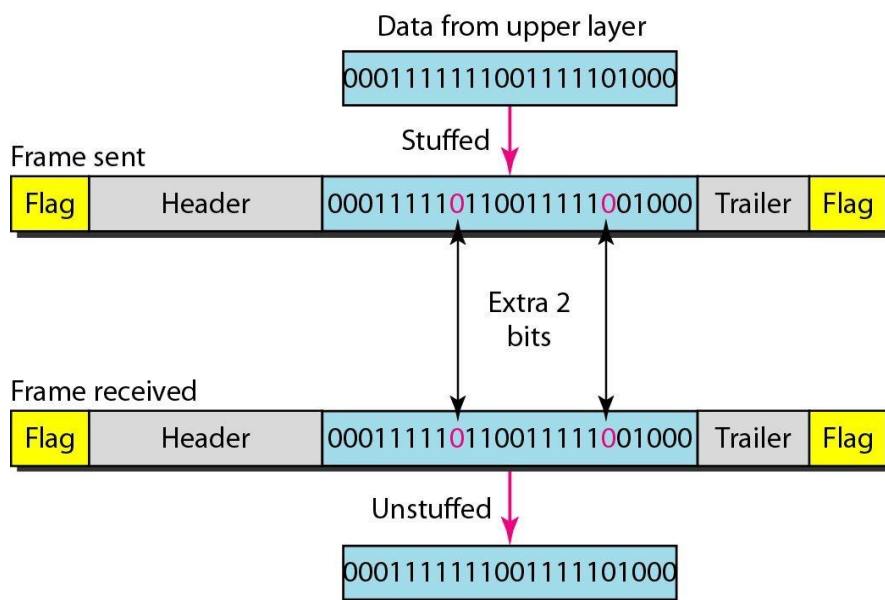 Data from upper layer
0001111111001111101000
Stuffed
Frame sent
Flag Header 000111110110011111001000 Trailer Flag
Extra 2
bits
Frame received
Flag Header 000111110110011111001000 Trailer Flag
Unstuffed
0001111111001111101000